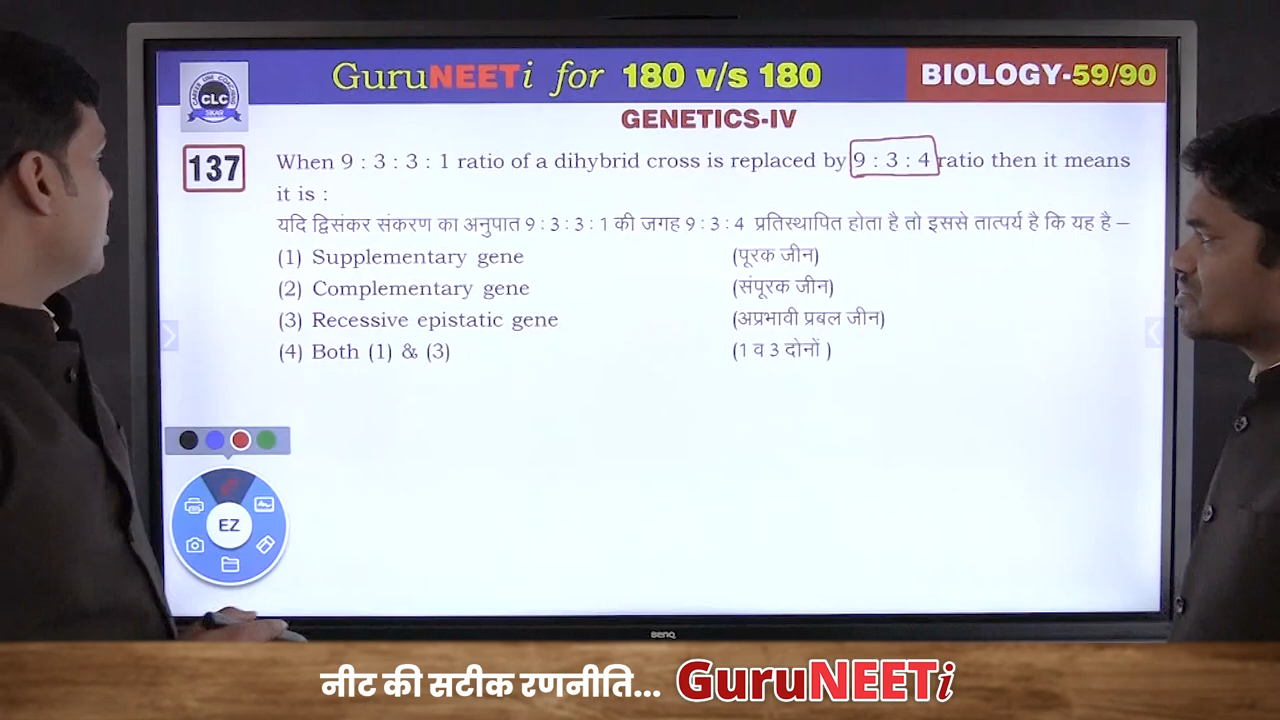 GuruNEETi for 180 v/s 180
BIOLOGY-59/90
CLC
SIKAR
GENETICS-IV
137
When 9 : 3 : 3 : 1 ratio of a dihybrid cross is replaced by 9 : 3 : 4 ratio then it means
it is :
यदि द्विसंकर संकरण का अनुपात 9 : 3 : 3 : 1 की जगह 9 : 3 : 4 प्रतिस्थापित होता है तो इससे तात्पर्य है कि यह है –
(1) Supplementary gene (पूरक जीन)
(2) Complementary gene (संपूरक जीन)
(3) Recessive epistatic gene (अप्रभावी प्रबल जीन)
(4) Both (1) & (3) (1 व 3 दोनों )
EZ
BenQ
नीट की सटीक रणनीति... GuruNEETi